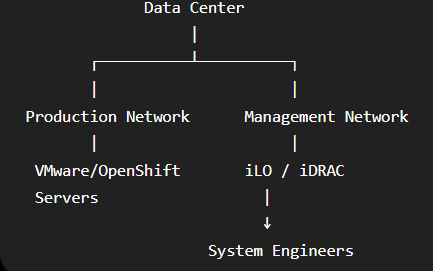 Data Center
Production Network Management Network
VMware/OpenShift iLO / iDRAC
Servers
System Engineers